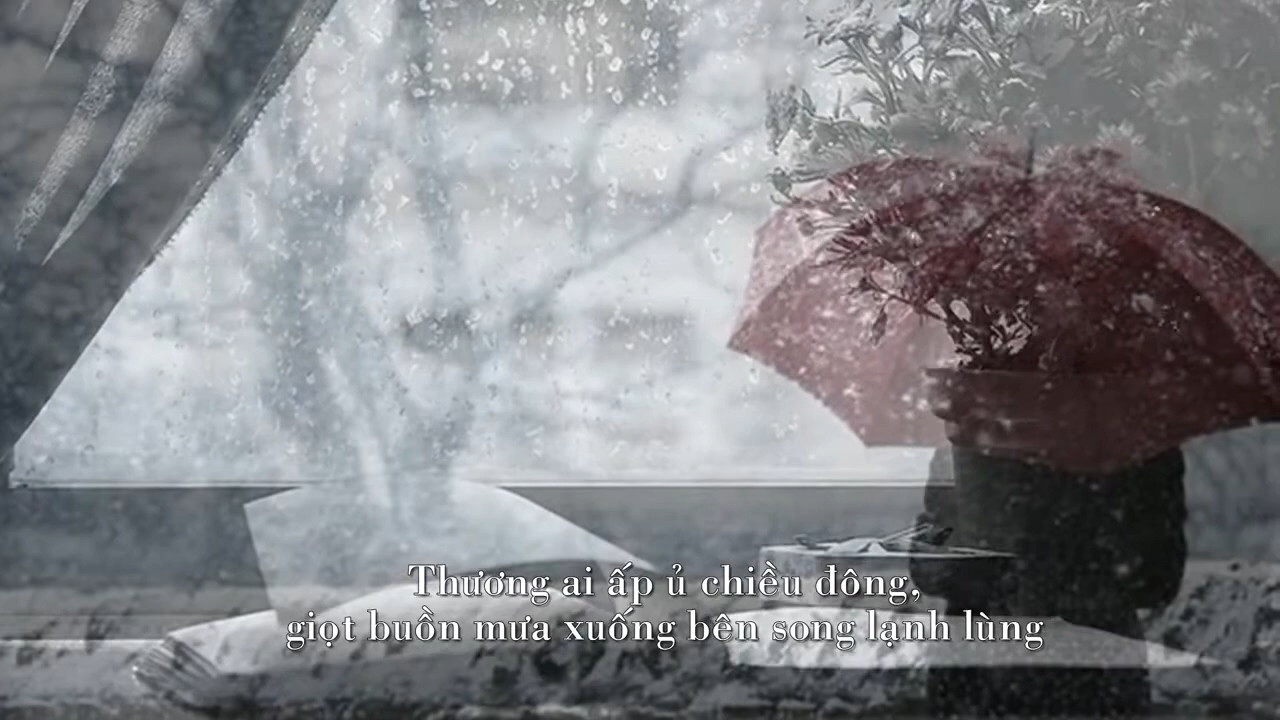 Thương ai ấp ủ chiều đông,
giọt buồn mưa xuống bên song lạnh lùng